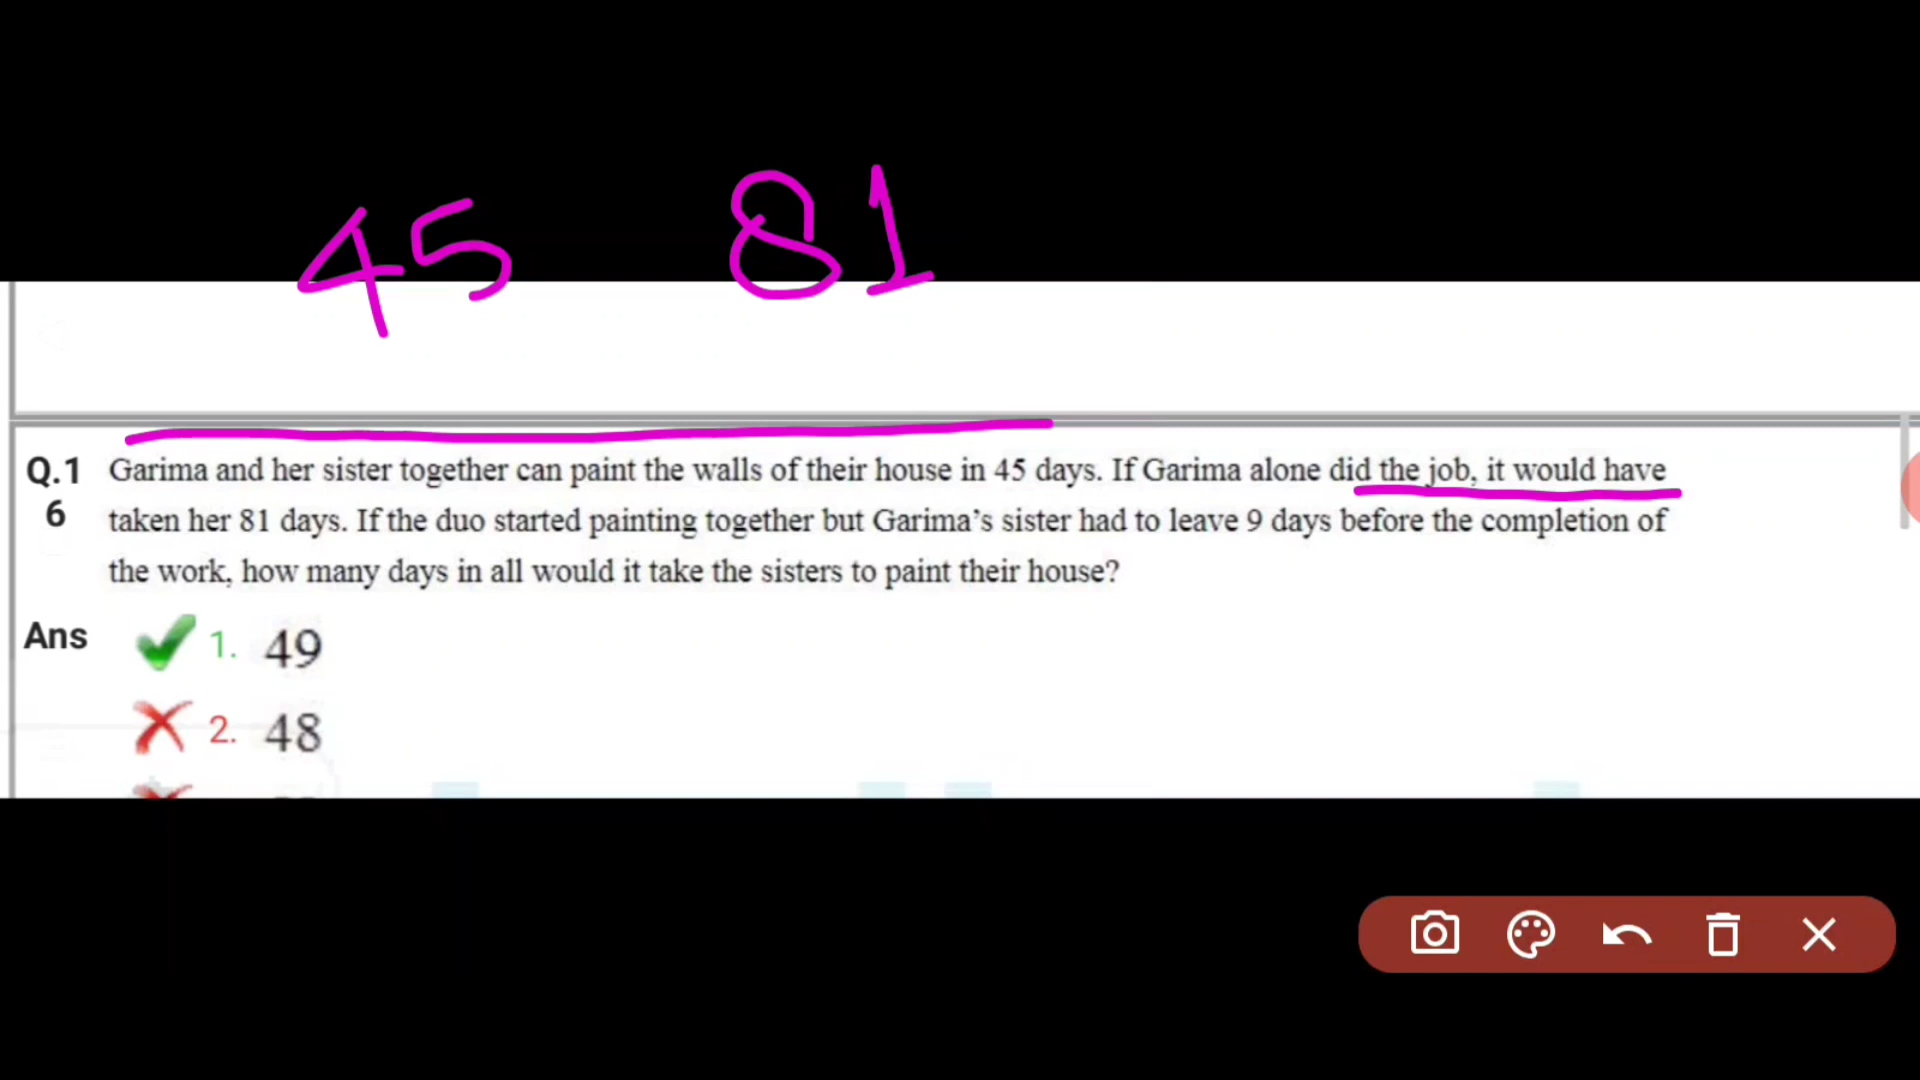 45 81
Q.1 Garima and her sister together can paint the walls of their house in 45 days. If Garima alone did the job, it would have
6 taken her 81 days. If the duo started painting together but Garima’s sister had to leave 9 days before the completion of
the work, how many days in all would it take the sisters to paint their house?
Ans 1. 49
2. 48